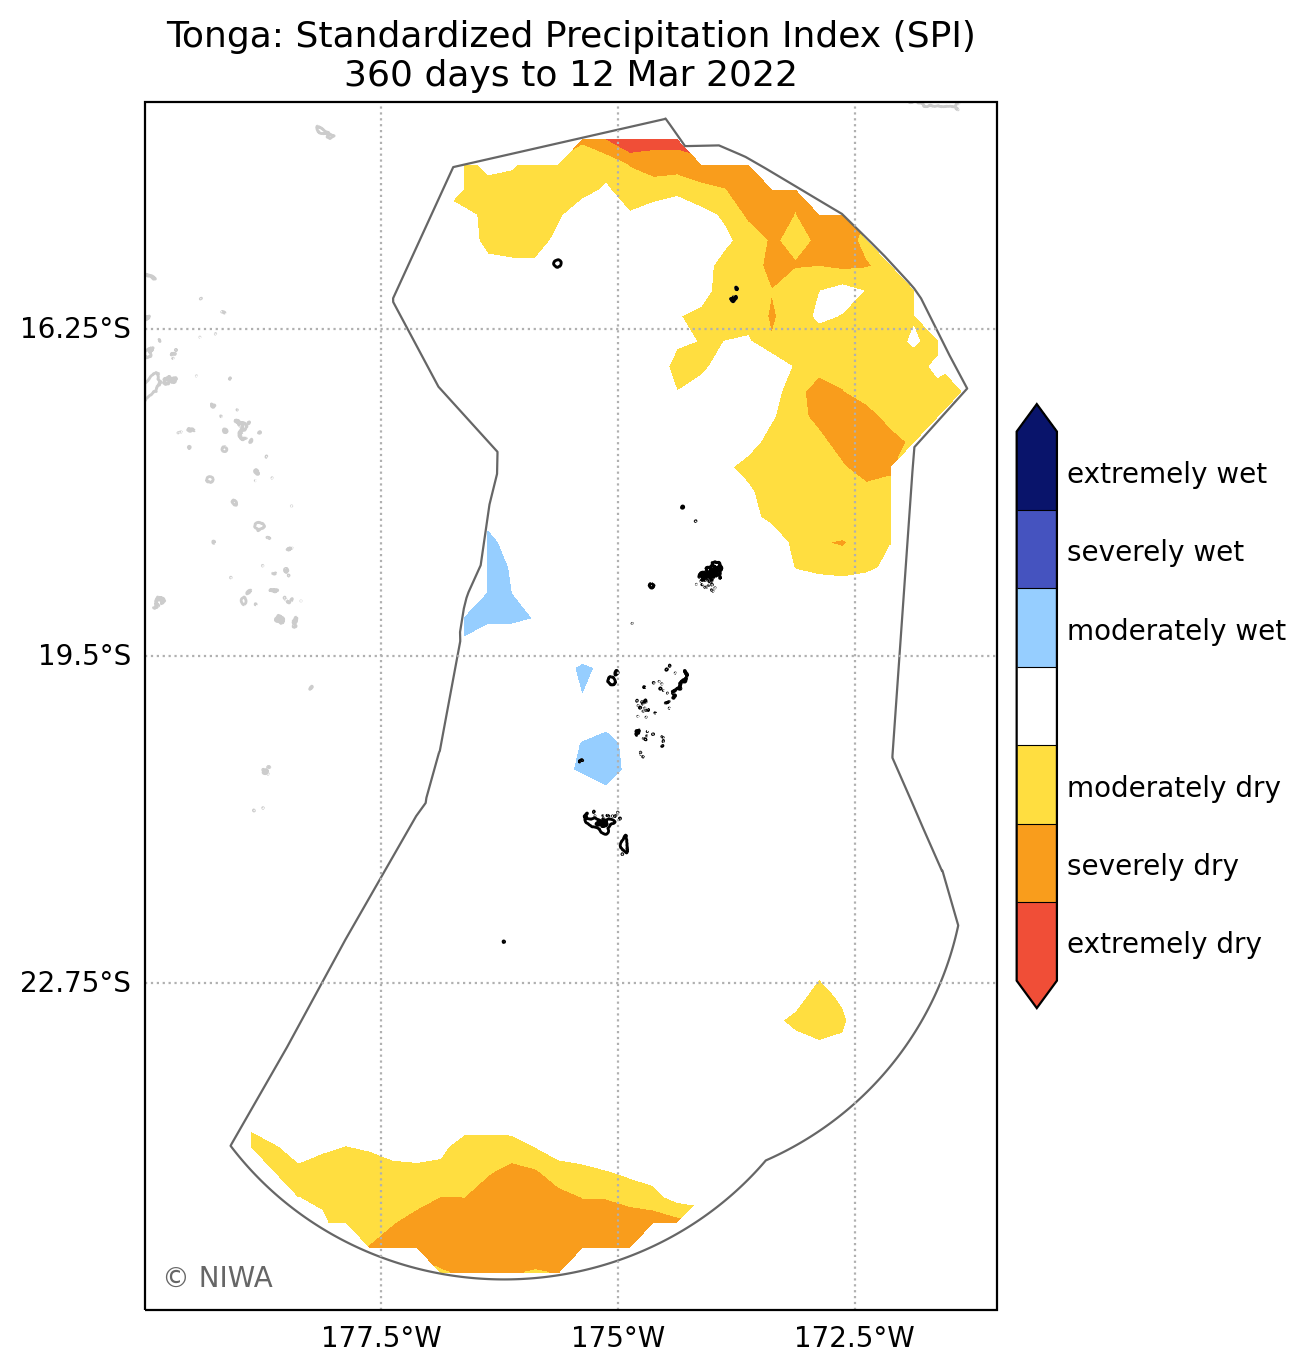 Tonga: Standardized Precipitation Index (SPI)
360 days to 12 Mar 2022
16.25°S
19.5°S
22.75°S
177.5°W
175°W
172.5°W
extremely wet
severely wet
moderately wet
moderately dry
severely dry
extremely dry
© NIWA